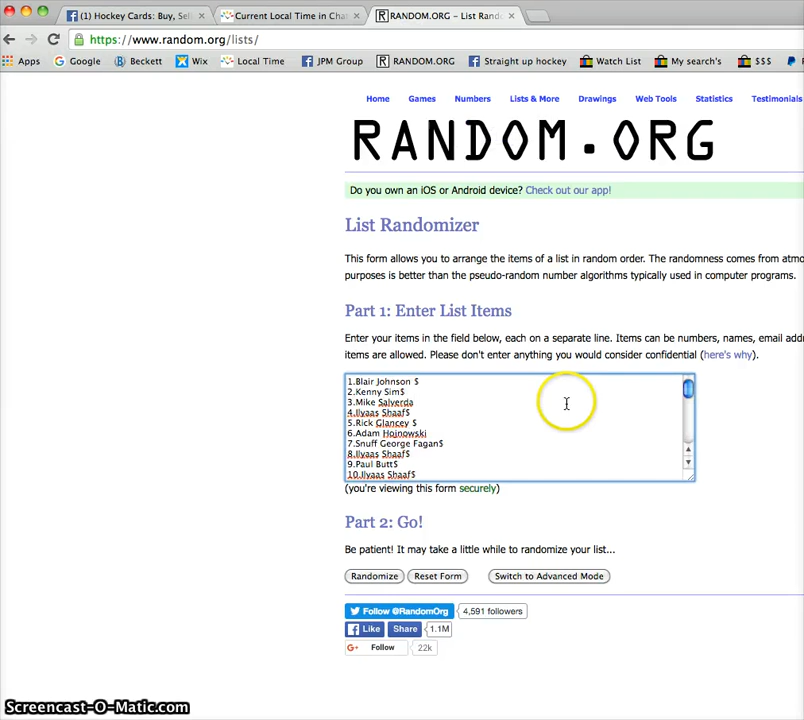 (1) Hockey Cards: Buy, Sel
Current Local Time in Chat
RANDOM.ORG – List Rando
https://www.random.org/lists/
Apps Google Beckett Wix Local Time JPM Group RANDOM.ORG Straight up hockey Watch List My search's $$$
Home Games Numbers Lists & More Drawings Web Tools Statistics Testimonials
RANDOM.ORG
Do you own an iOS or Android device? Check out our app!
List Randomizer
This form allows you to arrange the items of a list in random order. The randomness comes from atmo
purposes is better than the pseudo-random number algorithms typically used in computer programs.
Part 1: Enter List Items
Enter your items in the field below, each on a separate line. Items can be numbers, names, email addr
items are allowed. Please don't enter anything you would consider confidential (here's why).
1.Blair Johnson $
2.Kenny Sim$
3.Mike Salverda
4.Ilyaas Shaaf$
5.Rick Glancey $
6.Adam Hojnowski
7.Snuff George Fagan$
8.Ilyaas Shaaf$
9.Paul Butt$
10.Ilyaas Shaaf$
(you're viewing this form securely)
Part 2: Go!
Be patient! It may take a little while to randomize your list...
Randomize Reset Form Switch to Advanced Mode
Follow @RandomOrg 4,591 followers
Like Share 1.1M
G+ Follow 22k
Screencast-O-Matic.com